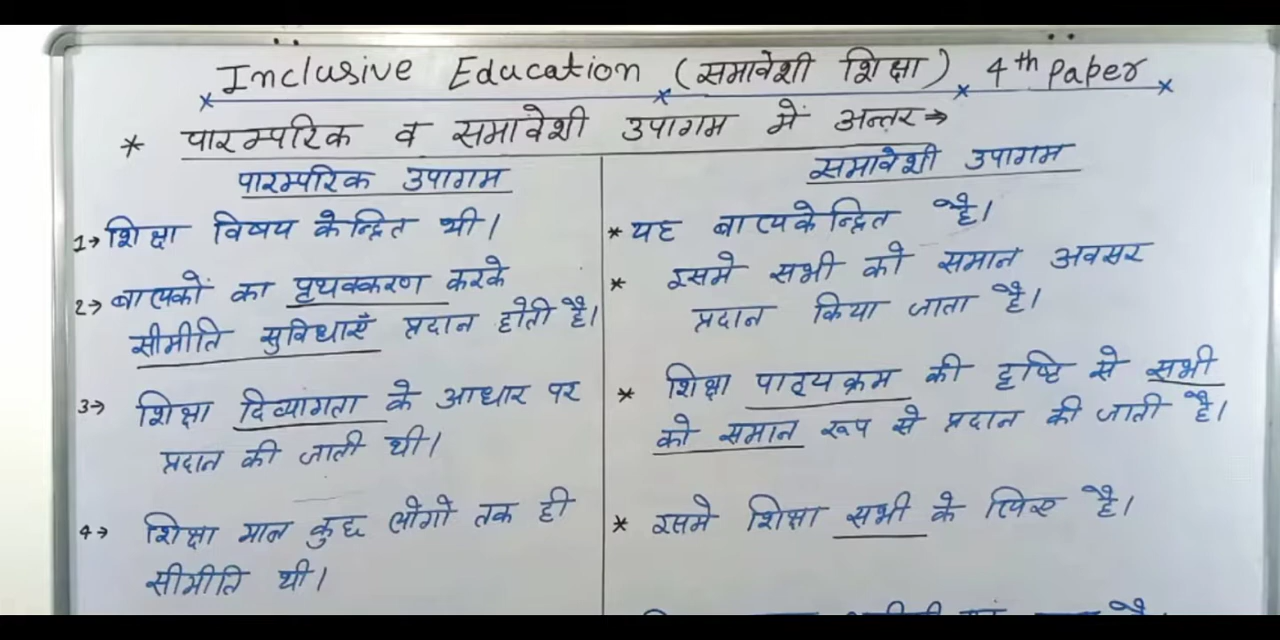 Inclusive Education (समावेशी शिक्षा) 4th Paper
* पारम्परिक व समावेशी उपागम में अन्तर→
पारम्परिक उपागम
1→ शिक्षा विषय केन्द्रित थी।
2→ बालकों का पृथक्करण करके
सीमीति सुविधाएँ प्रदान होती है।
3→ शिक्षा दिव्यांगता के आधार पर
प्रदान की जाती थी।
4→ शिक्षा मात्र कुछ लोगो तक ही
सीमीति थी।
समावेशी उपागम
* यह बालकेन्द्रित है।
* इसमे सभी को समान अवसर
प्रदान किया जाता है।
* शिक्षा पाठ्यक्रम की दृष्टि से सभी
को समान रूप से प्रदान की जाती है।
* इसमे शिक्षा सभी के लिए है।